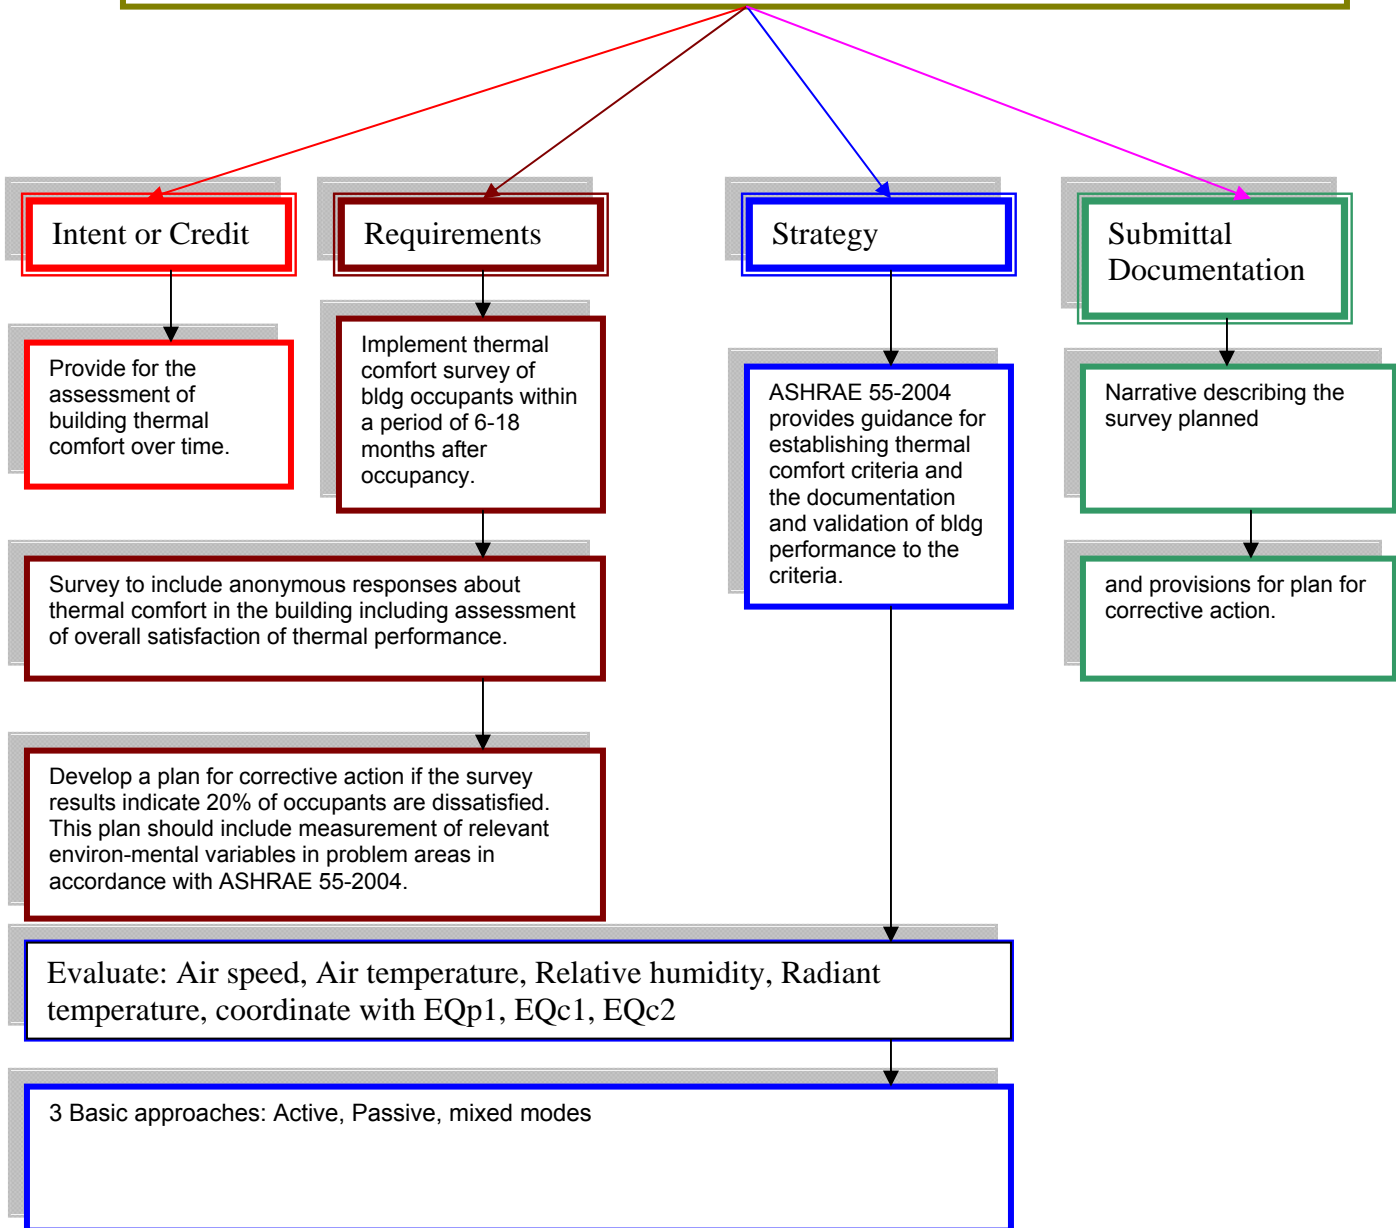 Intent or Credit
Requirements
Strategy
Submittal
Documentation
Provide for the
assessment of
building thermal
comfort over time.
Implement thermal
comfort survey of
bldg occupants within
a period of 6-18
months after
occupancy.
ASHRAE 55-2004
provides guidance for
establishing thermal
comfort criteria and
the documentation
and validation of bldg
performance to the
criteria.
Narrative describing the
survey planned
Survey to include anonymous responses about
thermal comfort in the building including assessment
of overall satisfaction of thermal performance.
and provisions for plan for
corrective action.
Develop a plan for corrective action if the survey
results indicate 20% of occupants are dissatisfied.
This plan should include measurement of relevant
environ-mental variables in problem areas in
accordance with ASHRAE 55-2004.
Evaluate: Air speed, Air temperature, Relative humidity, Radiant
temperature, coordinate with EQp1, EQc1, EQc2
3 Basic approaches: Active, Passive, mixed modes